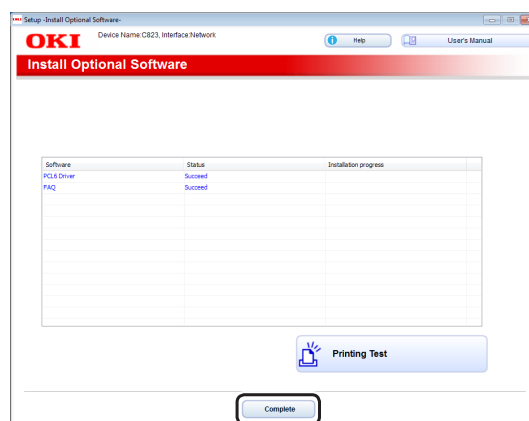 Setup -Install Optional Software-
OKI Device Name:C823, Interface:Network Help User's Manual
Install Optional Software
Software Status Installation progress
PCL6 Driver Succeed
FAQ Succeed
Printing Test
Complete